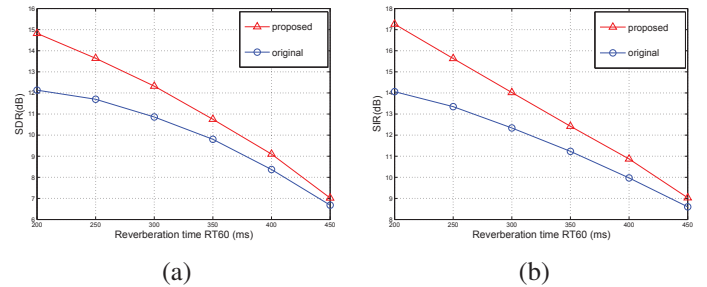 16
15
14
13
12
11
10
9
8
7
6
SDR(dB)
200 250 300 350 400 450
Reverberation time RT60 (ms)
proposed
original
(a)
18
17
16
15
14
13
12
11
10
9
8
SIR(dB)
200 250 300 350 400 450
Reverberation time RT60 (ms)
proposed
original
(b)